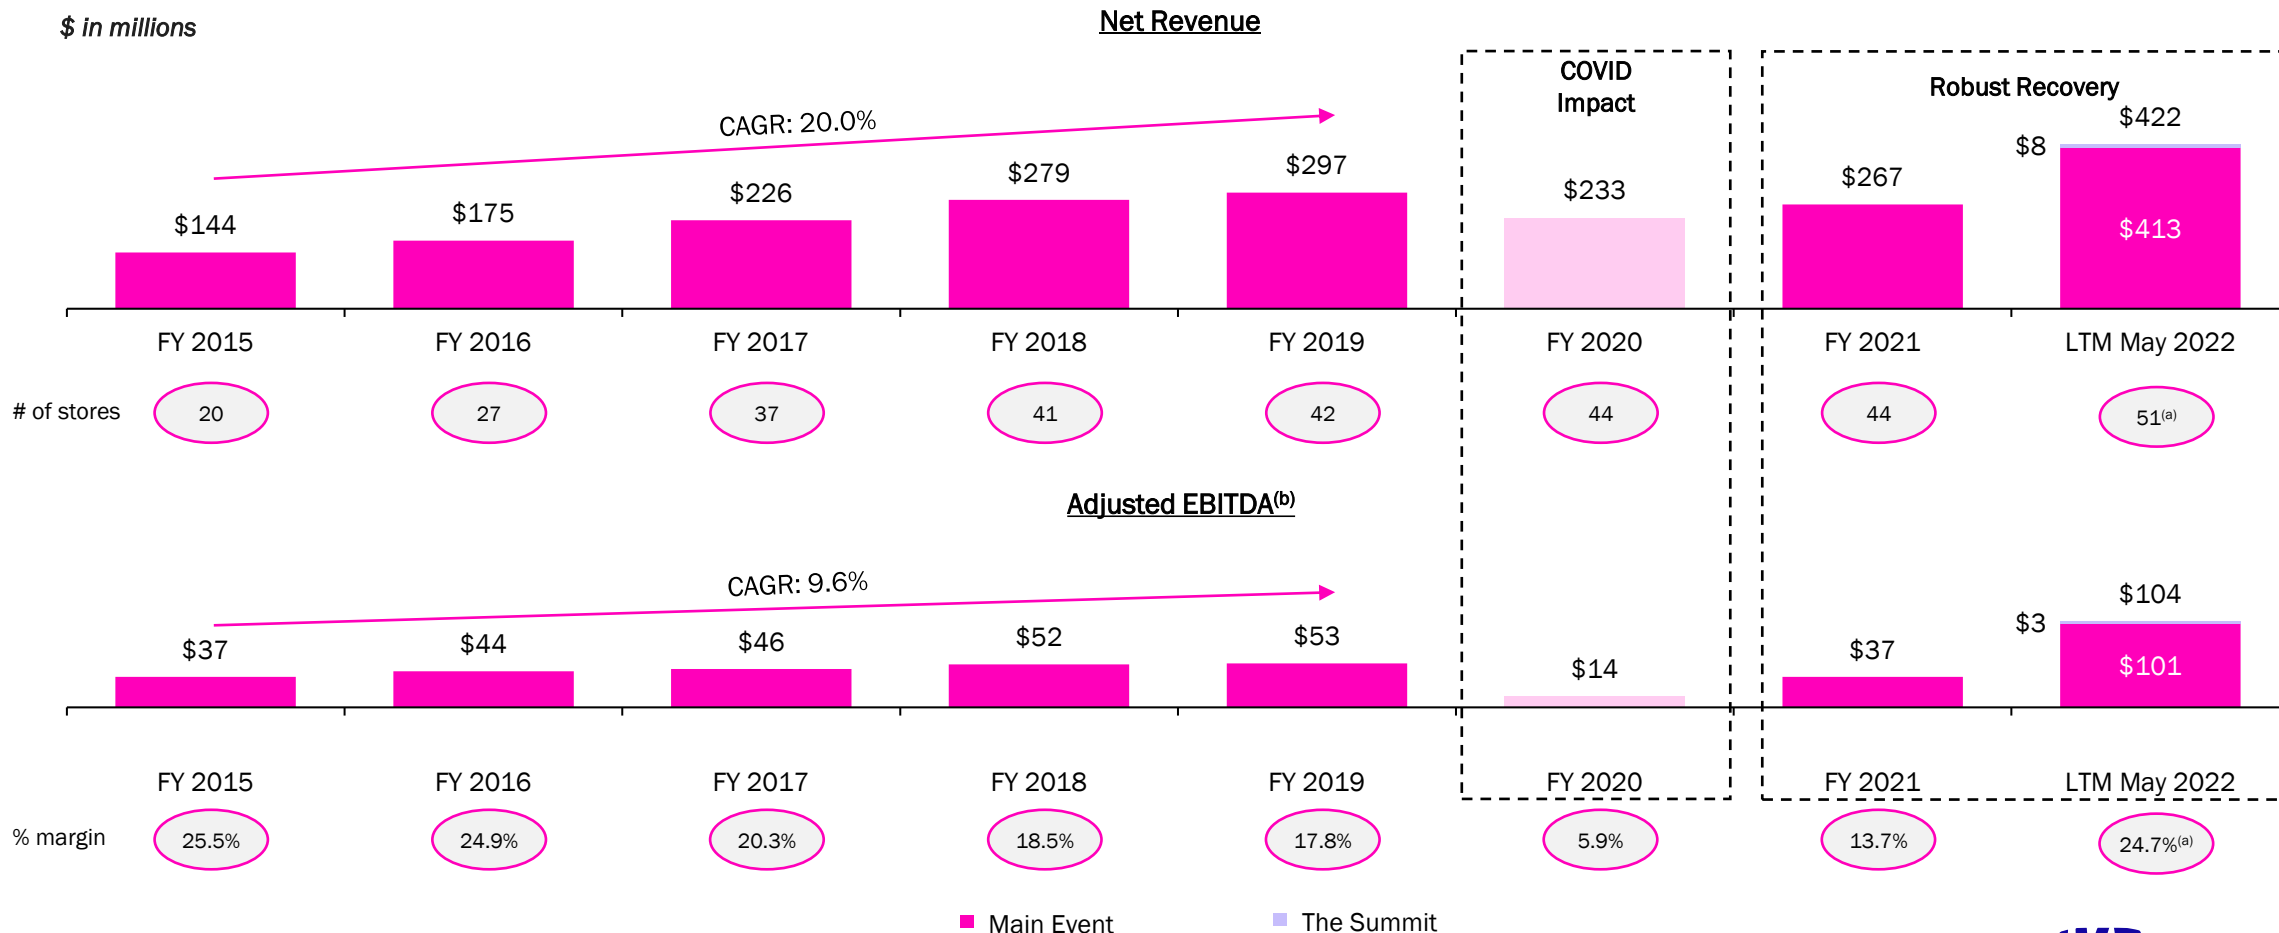 $ in millions
Net Revenue
COVID
Impact
Robust Recovery
CAGR: 20.0%
$144
$175
$226
$279
$297
$233
$267
$422
$8
$413
FY 2015
FY 2016
FY 2017
FY 2018
FY 2019
FY 2020
FY 2021
LTM May 2022
# of stores
20
27
37
41
42
44
44
51(a)
Adjusted EBITDA(b)
CAGR: 9.6%
$37
$44
$46
$52
$53
$14
$37
$104
$3
$101
FY 2015
FY 2016
FY 2017
FY 2018
FY 2019
FY 2020
FY 2021
LTM May 2022
% margin
25.5%
24.9%
20.3%
18.5%
17.8%
5.9%
13.7%
24.7%(a)
Main Event
The Summit